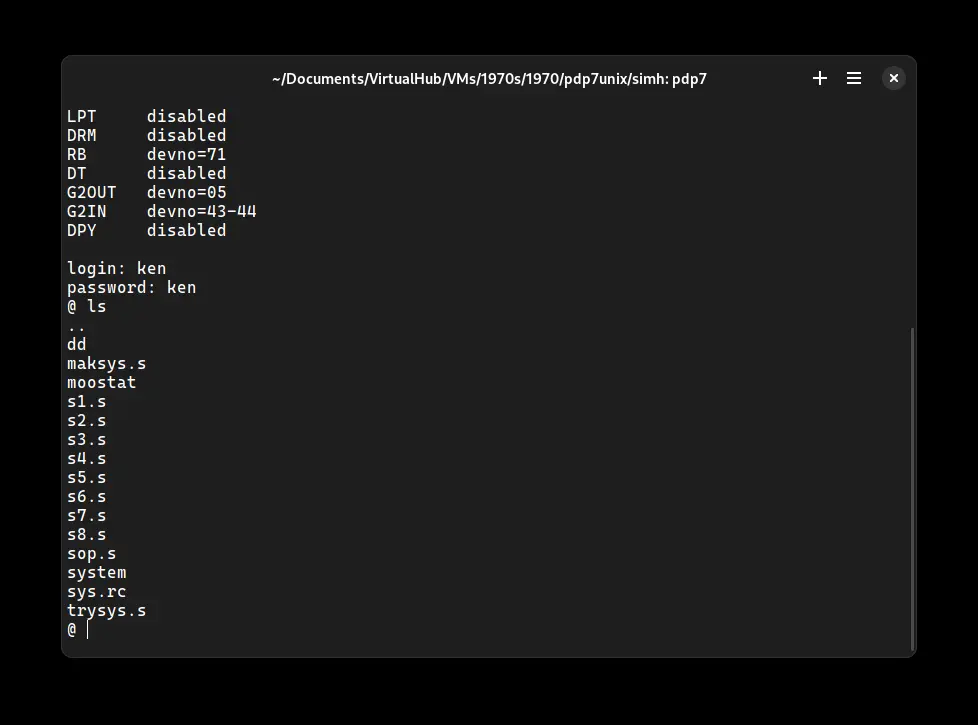 ~/Documents/VirtualHub/VMs/1970s/1970/pdp7unix/simh: pdp7
LPT disabled
DRM disabled
RB devno=71
DT disabled
G2OUT devno=05
G2IN devno=43-44
DPY disabled
login: ken
password: ken
@ ls
..
dd
maksys.s
moostat
s1.s
s2.s
s3.s
s4.s
s5.s
s6.s
s7.s
s8.s
sop.s
system
sys.rc
trysys.s
@